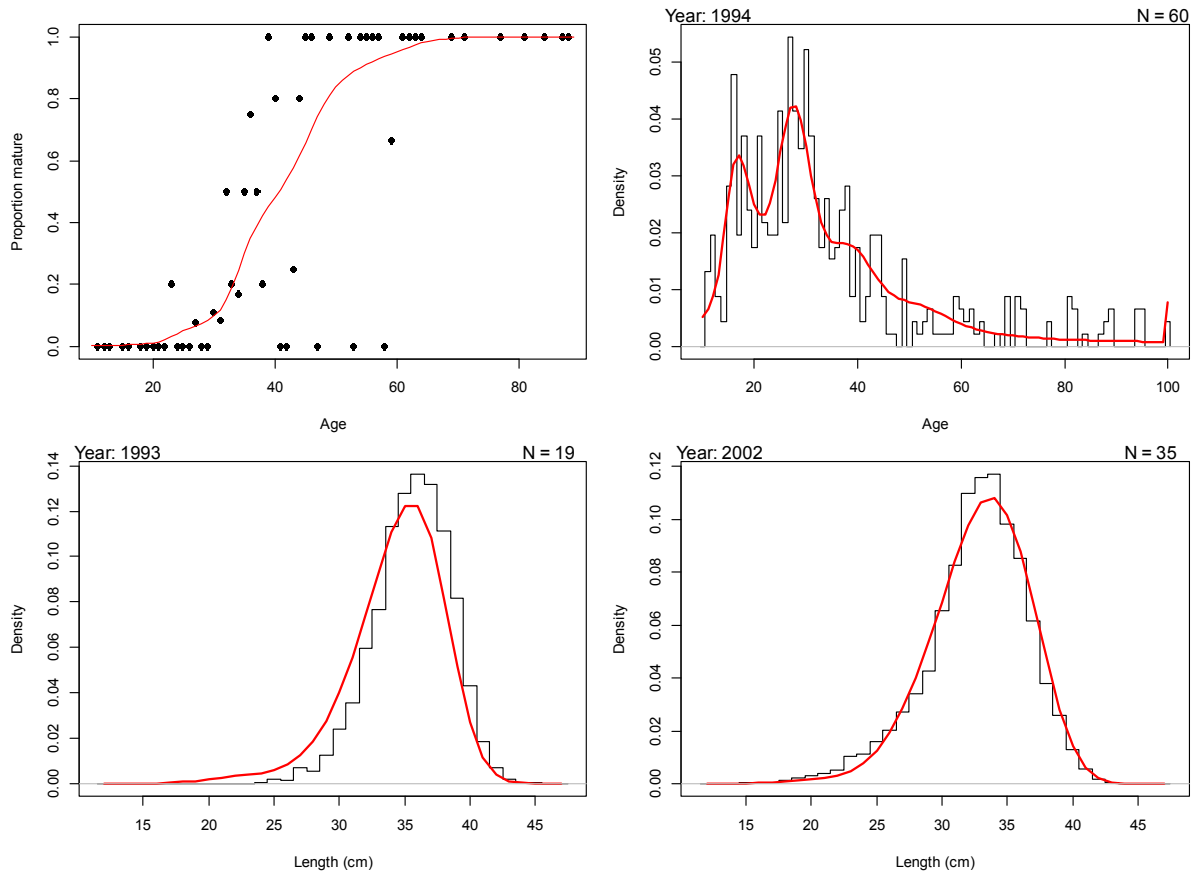 Year: 1994 N = 60
Proportion mature
0.0 0.2 0.4 0.6 0.8 1.0
20 40 60 80
Age
Density
0.00 0.01 0.02 0.03 0.04 0.05
20 40 60 80 100
Age
Year: 1993 N = 19
Density
0.00 0.02 0.04 0.06 0.08 0.10 0.12 0.14
15 20 25 30 35 40 45
Length (cm)
Year: 2002 N = 35
Density
0.00 0.02 0.04 0.06 0.08 0.10 0.12
15 20 25 30 35 40 45
Length (cm)